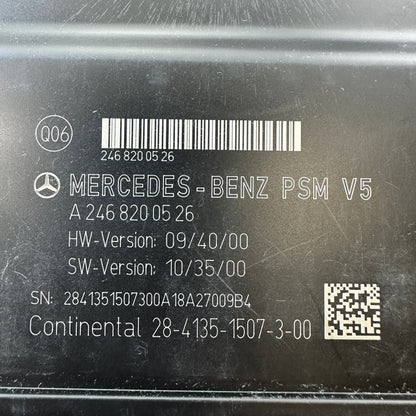 Q06
246 820 05 26
MERCEDES-BENZ PSM V5
A 246 820 05 26
HW-Version: 09/40/00
SW-Version: 10/35/00
SN: 2841351507300A18A27009B4
Continental 28-4135-1507-3-00